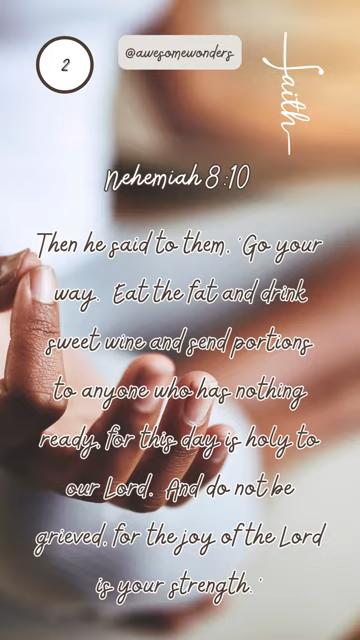 2
@awesomewonders
faith
Nehemiah 8:10
Then he said to them, 'Go your
way. Eat the fat and drink
sweet wine and send portions
to anyone who has nothing
ready, for this day is holy to
our Lord. And do not be
grieved, for the joy of the Lord
is your strength.'